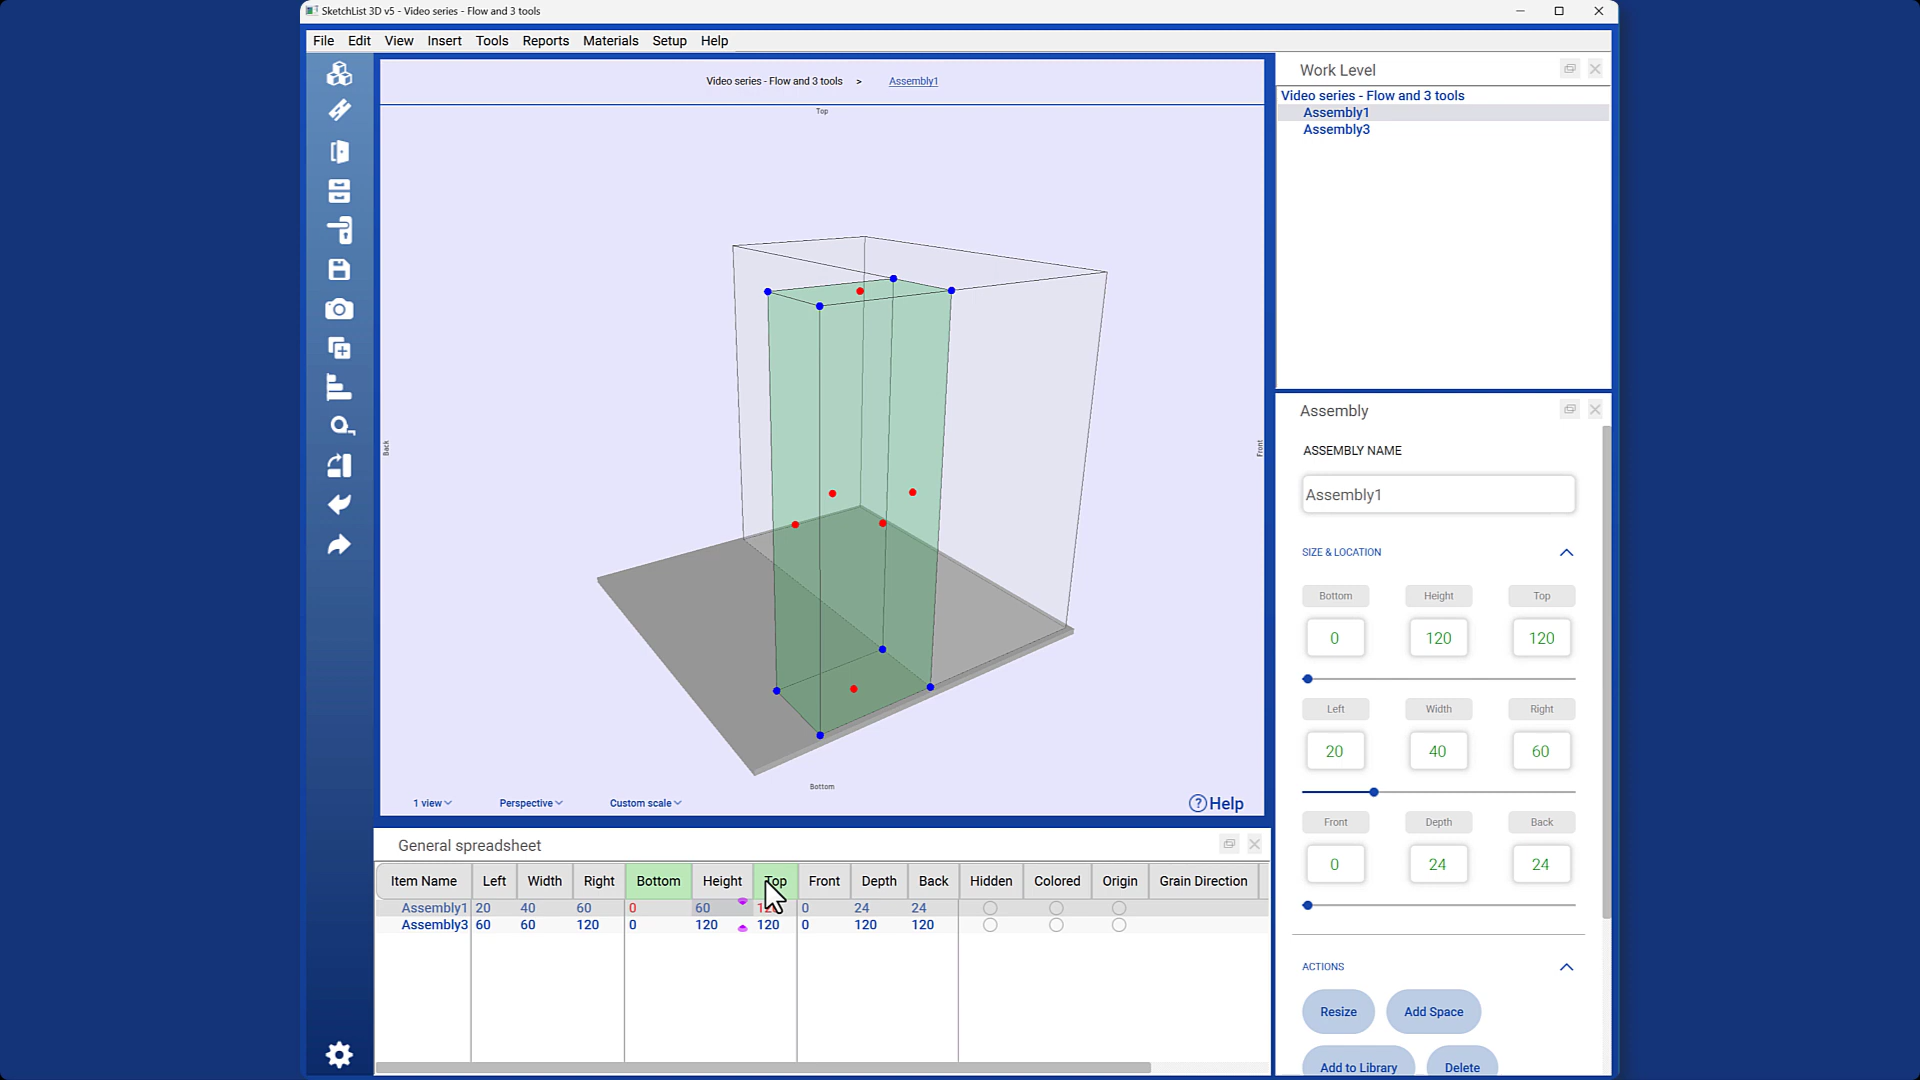 SketchList 3D v5 - Video series - Flow and 3 tools
File Edit View Insert Tools Reports Materials Setup Help
Video series - Flow and 3 tools > Assembly1
Top
Back
Front
Bottom
1 view Perspective Custom scale Help
Work Level
Video series - Flow and 3 tools
Assembly1
Assembly3
Assembly
ASSEMBLY NAME
Assembly1
SIZE & LOCATION
Bottom Height Top
0 120 120
Left Width Right
20 40 60
Front Depth Back
0 24 24
ACTIONS
Resize Add Space
Add to Library Delete
General spreadsheet
Item Name Left Width Right Bottom Height Top Front Depth Back Hidden Colored Origin Grain Direction
Assembly1 20 40 60 0 60 0 24 24
Assembly3 60 60 120 0 120 120 0 120 120